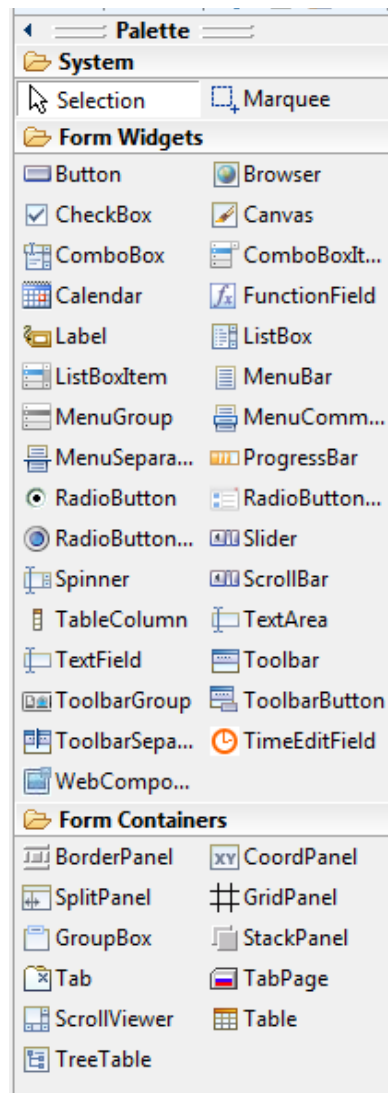 Palette
System
Selection Marquee
Form Widgets
Button Browser
CheckBox Canvas
ComboBox ComboBoxIt...
Calendar FunctionField
Label ListBox
ListBoxItem MenuBar
MenuGroup MenuComm...
MenuSepara... ProgressBar
RadioButton RadioButton...
RadioButton... Slider
Spinner ScrollBar
TableColumn TextArea
TextField Toolbar
ToolbarGroup ToolbarButton
ToolbarSepa... TimeEditField
WebCompo...
Form Containers
BorderPanel XY CoordPanel
SplitPanel GridPanel
GroupBox StackPanel
Tab TabPage
ScrollViewer Table
TreeTable